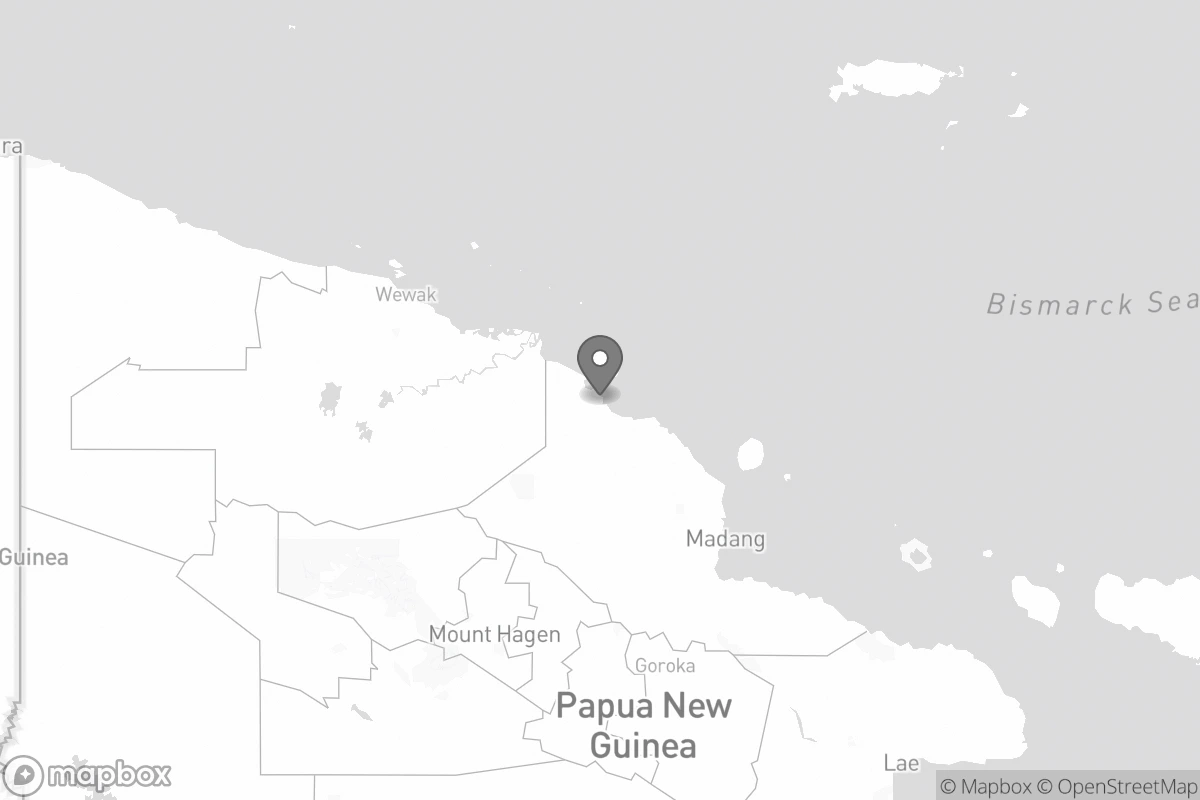 ra
Wewak
Bismarck Sea
Madang
Guinea
Mount Hagen
Goroka
Papua New
Guinea
Lae
mapbox
© Mapbox © OpenStreetMap